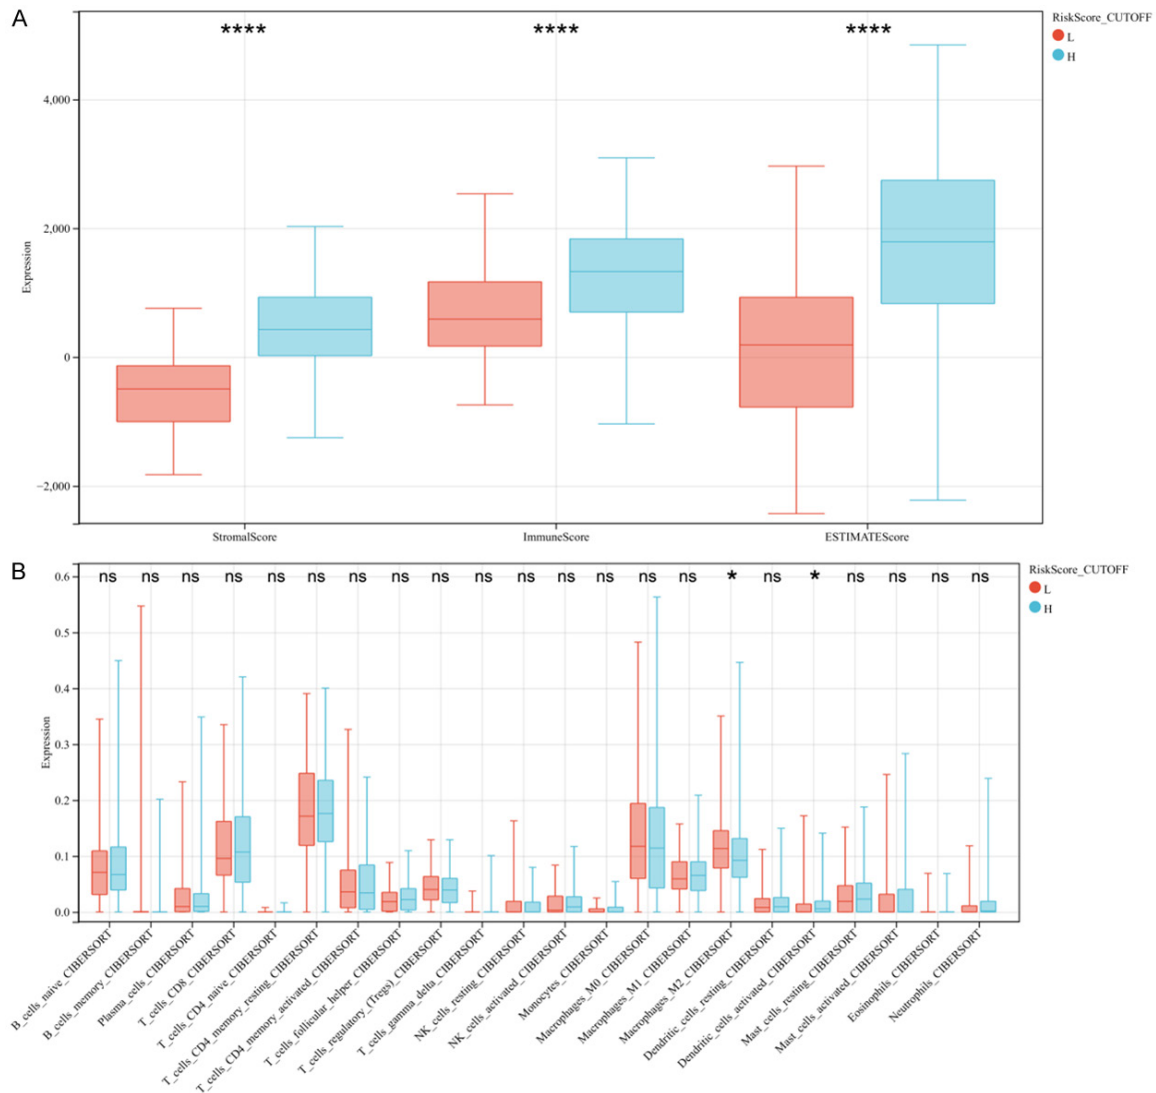 A
**** **** ****
RiskScore_CUTOFF
L
H
4,000
2,000
0
−2,000
Expression
StromalScore ImmuneScore ESTIMATEScore
B
ns ns ns ns ns ns ns ns ns ns ns ns ns ns ns * ns * ns ns ns ns
RiskScore_CUTOFF
L
H
0.6
0.5
0.4
0.3
0.2
0.1
0.0
Expression
B_cells_naive_CIBERSORT
B_cells_memory_CIBERSORT
Plasma_cells_CIBERSORT
T_cells_CD8_CIBERSORT
T_cells_CD4_naive_CIBERSORT
T_cells_CD4_memory_resting_CIBERSORT
T_cells_CD4_memory_activated_CIBERSORT
T_cells_follicular_helper_CIBERSORT
T_cells_regulatory_(Tregs)_CIBERSORT
T_cells_gamma_delta_CIBERSORT
NK_cells_resting_CIBERSORT
NK_cells_activated_CIBERSORT
Monocytes_CIBERSORT
Macrophages_M0_CIBERSORT
Macrophages_M1_CIBERSORT
Macrophages_M2_CIBERSORT
Dendritic_cells_resting_CIBERSORT
Dendritic_cells_activated_CIBERSORT
Mast_cells_resting_CIBERSORT
Mast_cells_activated_CIBERSORT
Eosinophils_CIBERSORT
Neutrophils_CIBERSORT